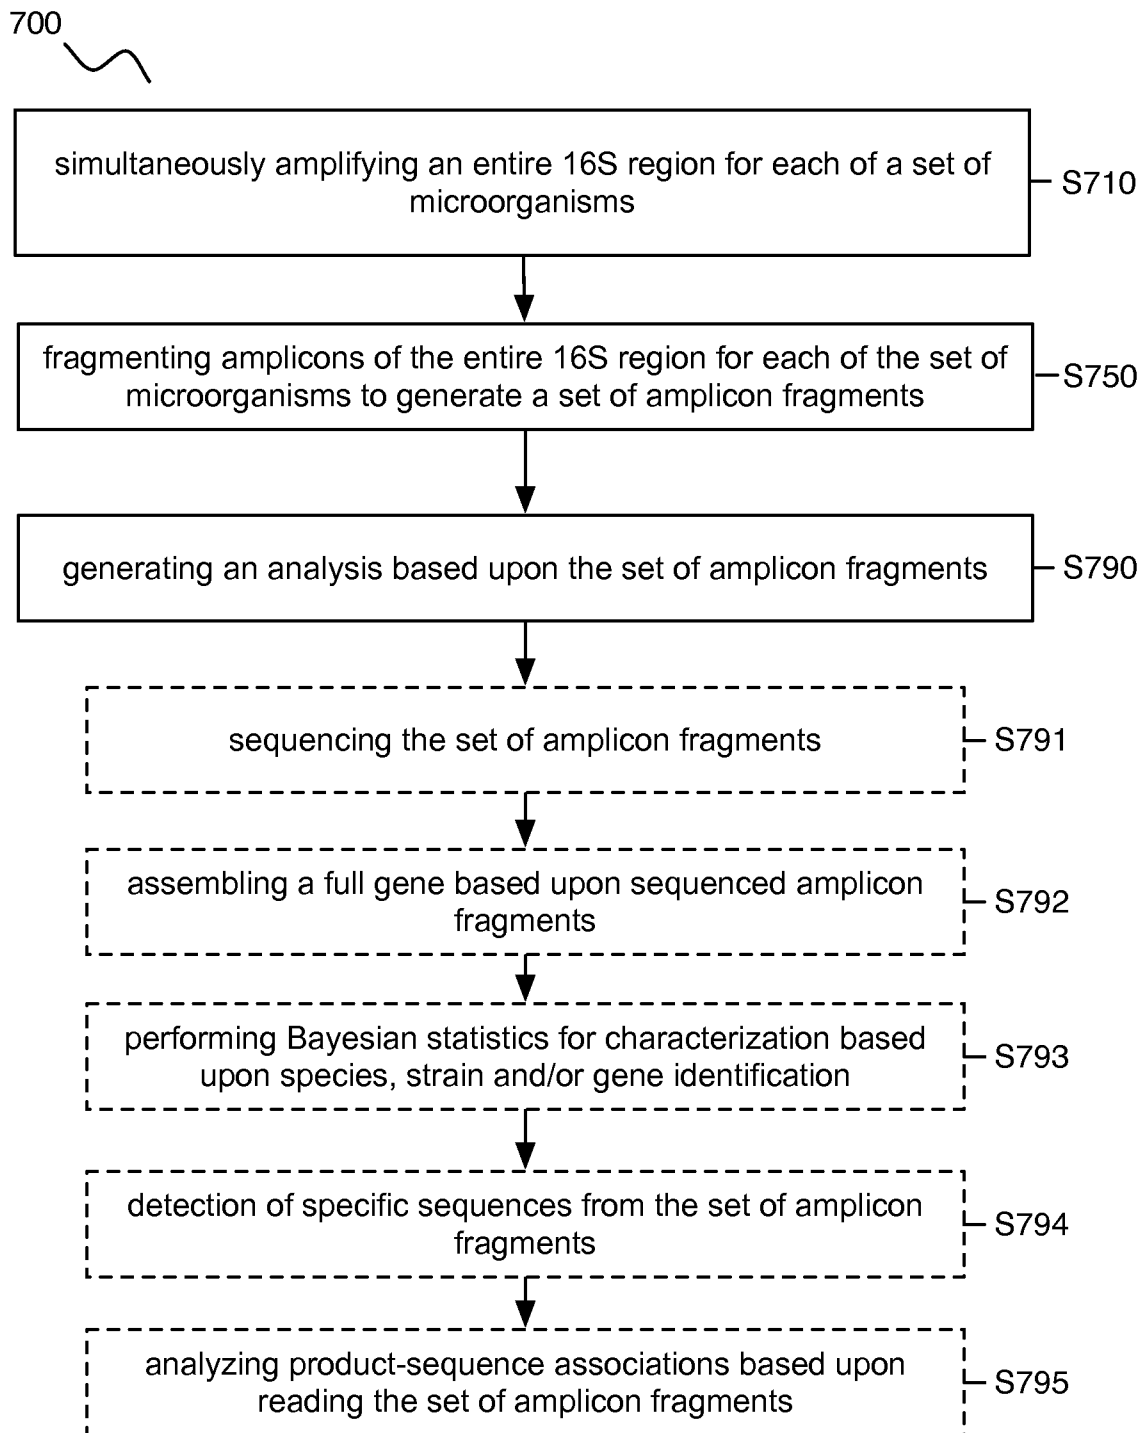 700
simultaneously amplifying an entire 16S region for each of a set of
microorganisms
S710
fragmenting amplicons of the entire 16S region for each of the set of
microorganisms to generate a set of amplicon fragments
S750
generating an analysis based upon the set of amplicon fragments
S790
sequencing the set of amplicon fragments
S791
assembling a full gene based upon sequenced amplicon
fragments
S792
performing Bayesian statistics for characterization based
upon species, strain and/or gene identification
S793
detection of specific sequences from the set of amplicon
fragments
S794
analyzing product-sequence associations based upon
reading the set of amplicon fragments
S795